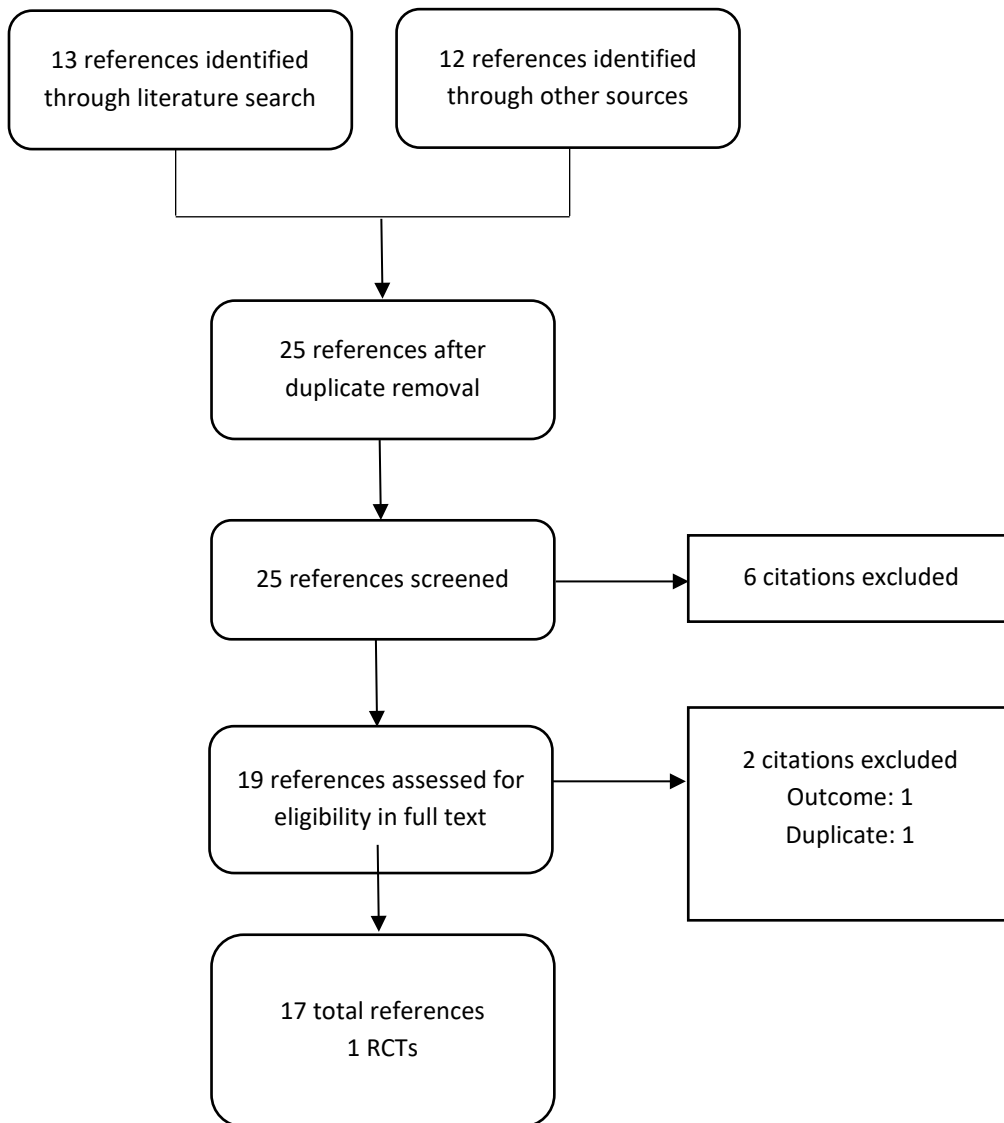 13 references identified
through literature search
12 references identified
through other sources
25 references after
duplicate removal
25 references screened
6 citations excluded
19 references assessed for
eligibility in full text
2 citations excluded
Outcome: 1
Duplicate: 1
17 total references
1 RCTs